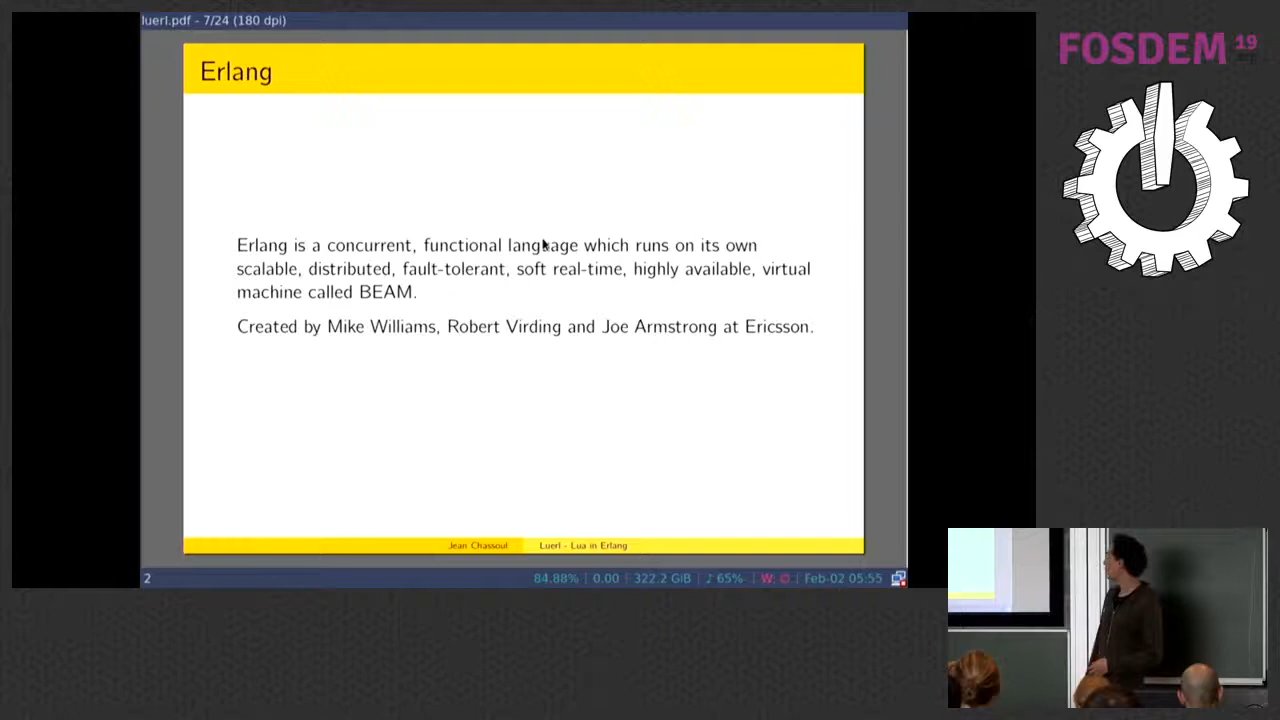 luerl.pdf - 7/24 (180 dpi)
FOSDEM 19
Erlang
Erlang is a concurrent, functional language which runs on its own
scalable, distributed, fault-tolerant, soft real-time, highly available, virtual
machine called BEAM.
Created by Mike Williams, Robert Virding and Joe Armstrong at Ericsson.
Jean Chassoul Luerl - Lua in Erlang
2 84.88% | 0.00 | 322.2 GiB | ♪ 65% | W: ∅ | Feb-02 05:55